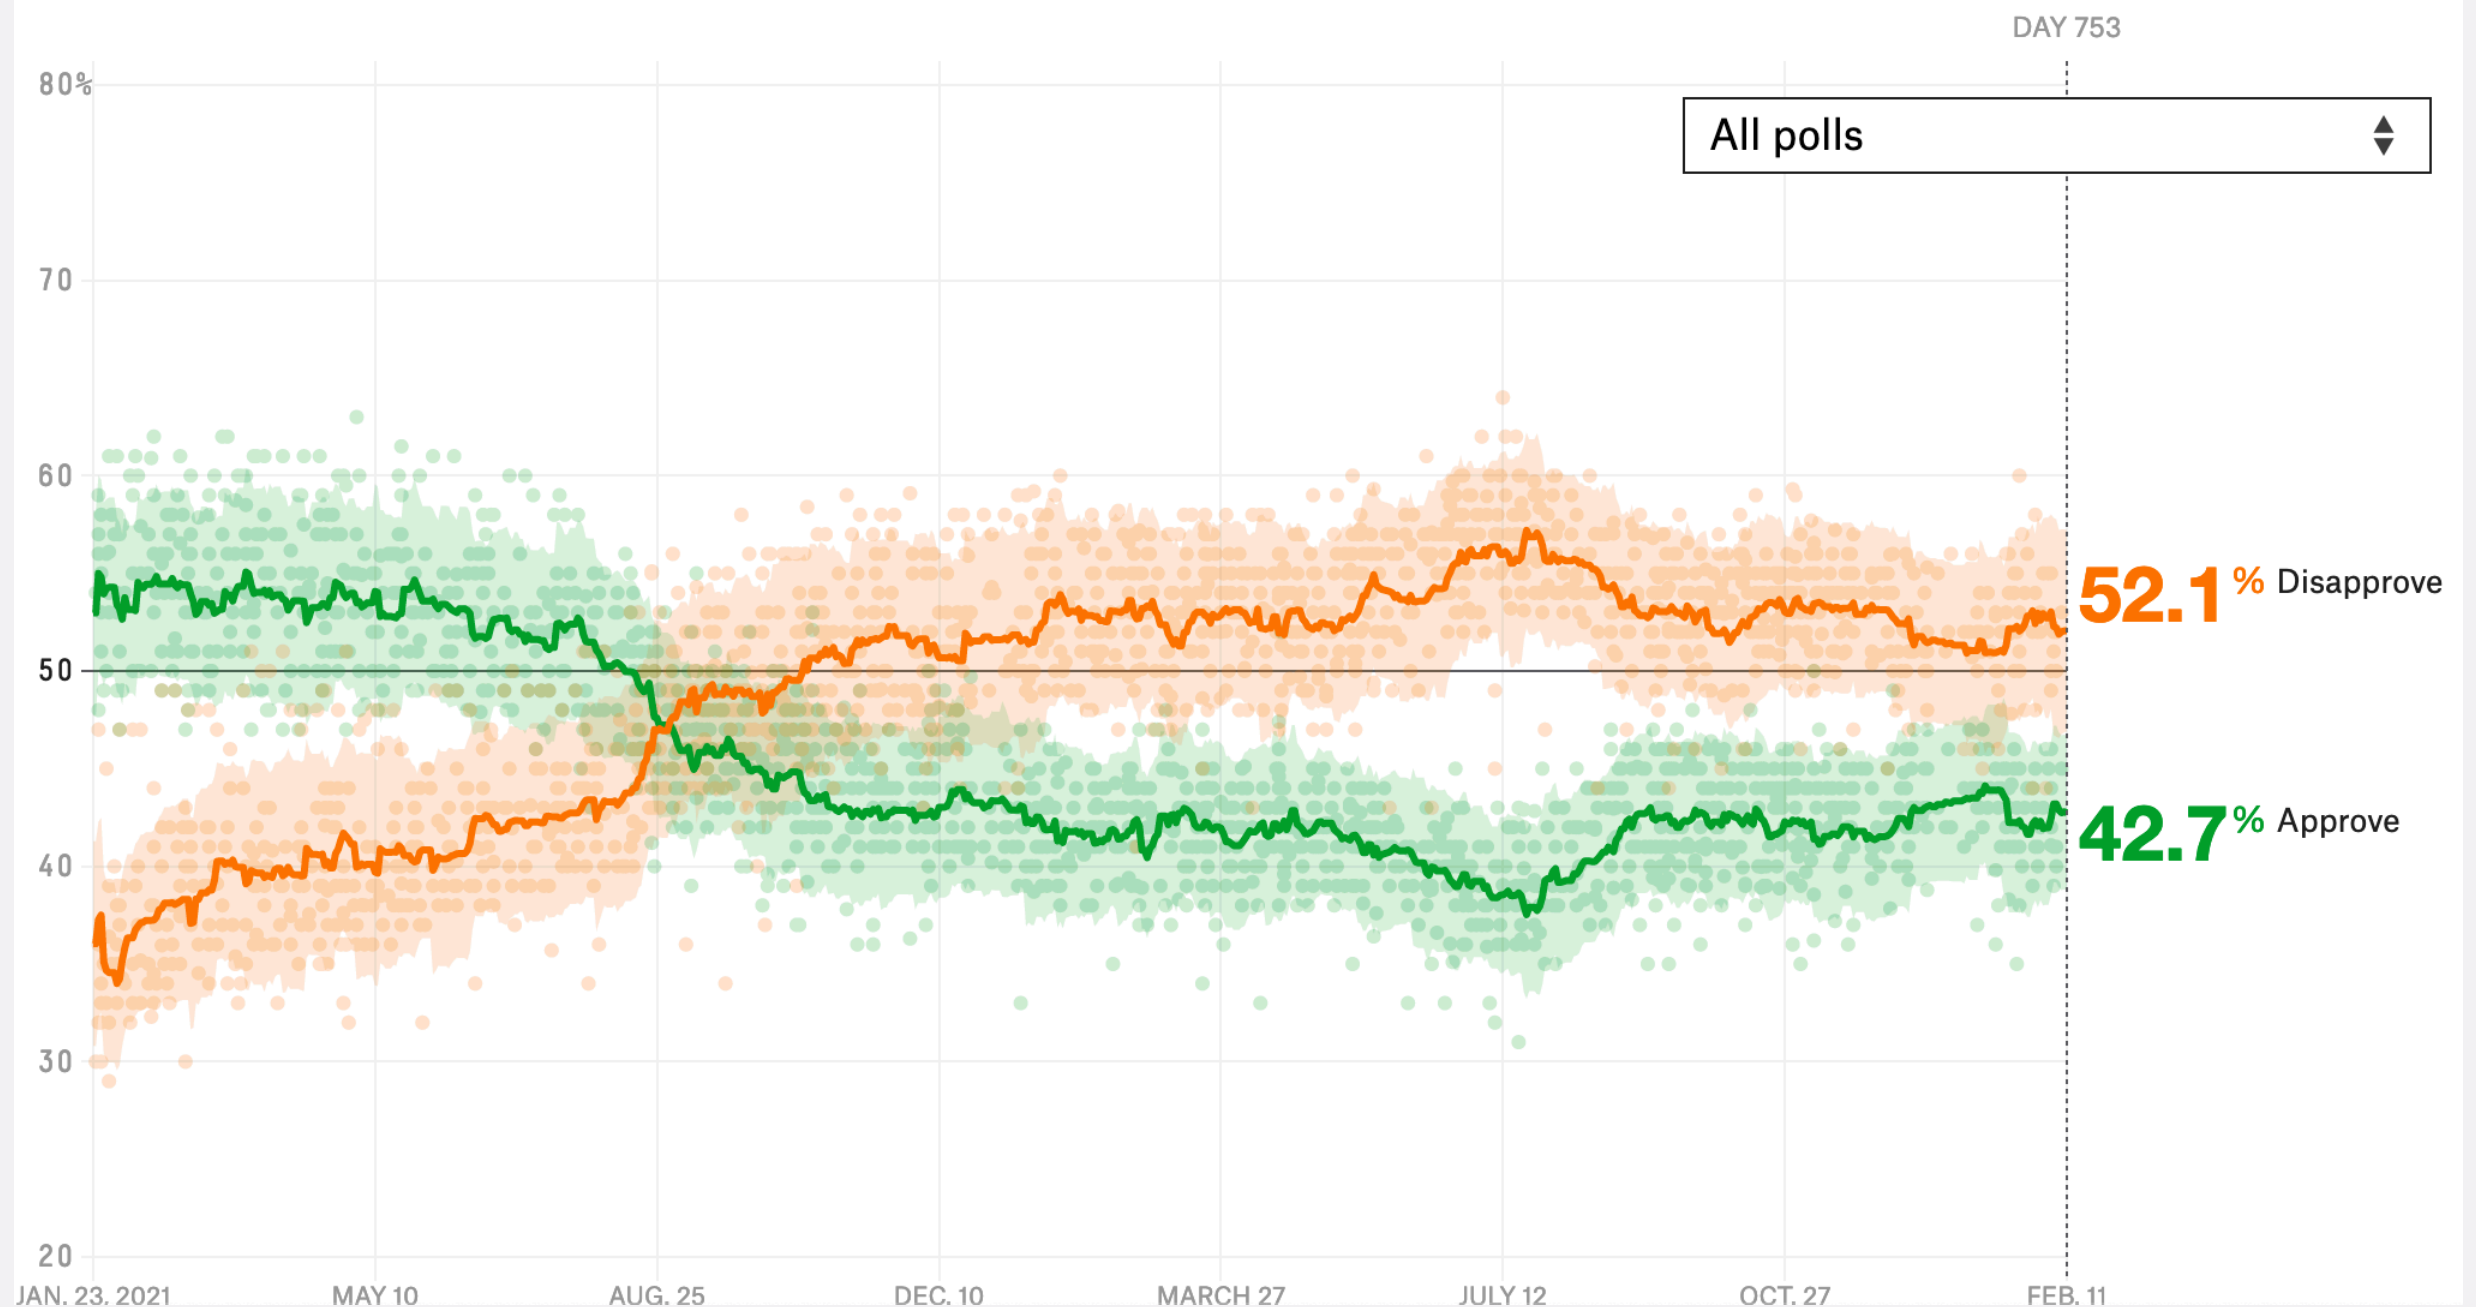 DAY 753
80%
All polls
70
60
52.1% Disapprove
50
42.7% Approve
40
30
20
JAN. 23, 2021 MAY 10 AUG. 25 DEC. 10 MARCH 27 JULY 12 OCT. 27 FEB. 11